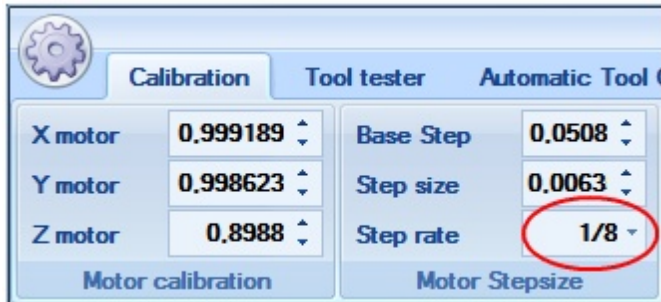 Calibration Tool tester Automatic Tool
X motor 0,999189 Base Step 0,0508
Y motor 0,998623 Step size 0,0063
Z motor 0,8988 Step rate 1/8
Motor calibration Motor Stepsize